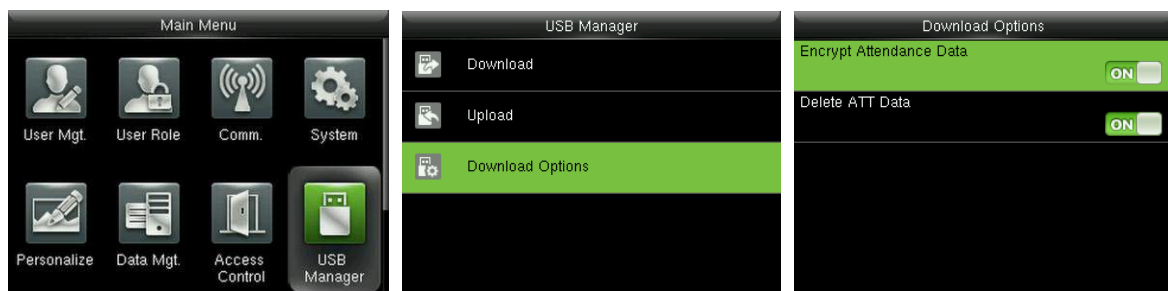 Main Menu
User Mgt.
User Role
Comm.
System
Personalize
Data Mgt.
Access
Control
USB
Manager
USB Manager
Download
Upload
Download Options
Download Options
Encrypt Attendance Data
ON
Delete ATT Data
ON